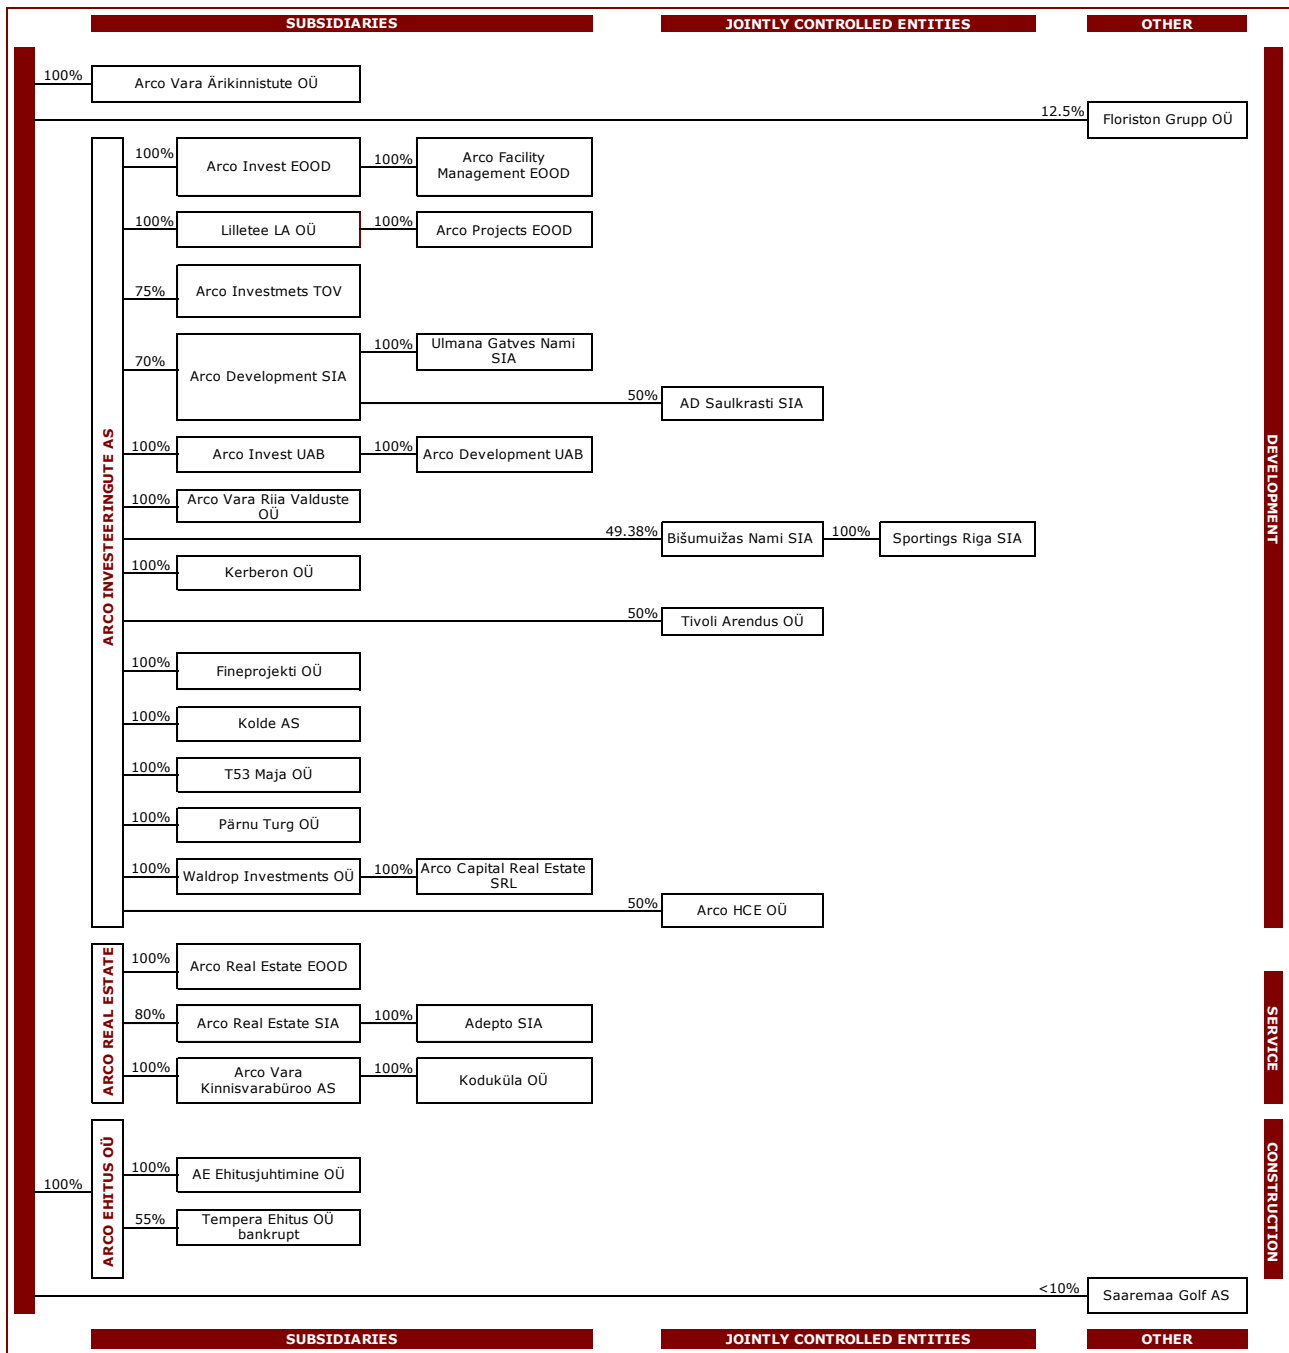 SUBSIDIARIES
JOINTLY CONTROLLED ENTITIES
OTHER
100%
Arco Vara Ärikinnistute OÜ
12.5%
Floriston Grupp OÜ
ARCO INVESTEERINGUTE AS
DEVELOPMENT
100%
Arco Invest EOOD
100%
Arco Facility
Management EOOD
100%
Lilletee LA OÜ
100%
Arco Projects EOOD
75%
Arco Investmets TOV
70%
Arco Development SIA
100%
Ulmana Gatves Nami
SIA
50%
AD Saulkrasti SIA
100%
Arco Invest UAB
100%
Arco Development UAB
100%
Arco Vara Riia Valduste
OÜ
49.38%
Bišumuižas Nami SIA
100%
Sportings Riga SIA
100%
Kerberon OÜ
50%
Tivoli Arendus OÜ
100%
Fineprojekti OÜ
100%
Kolde AS
100%
T53 Maja OÜ
100%
Pärnu Turg OÜ
100%
Waldrop Investments OÜ
100%
Arco Capital Real Estate
SRL
50%
Arco HCE OÜ
ARCO REAL ESTATE
SERVICE
100%
Arco Real Estate EOOD
80%
Arco Real Estate SIA
100%
Adepto SIA
100%
Arco Vara
Kinnisvarabüroo AS
100%
Koduküla OÜ
100%
ARCO EHITUS OÜ
CONSTRUCTION
100%
AE Ehitusjuhtimine OÜ
55%
Tempera Ehitus OÜ
bankrupt
<10%
Saaremaa Golf AS
SUBSIDIARIES
JOINTLY CONTROLLED ENTITIES
OTHER